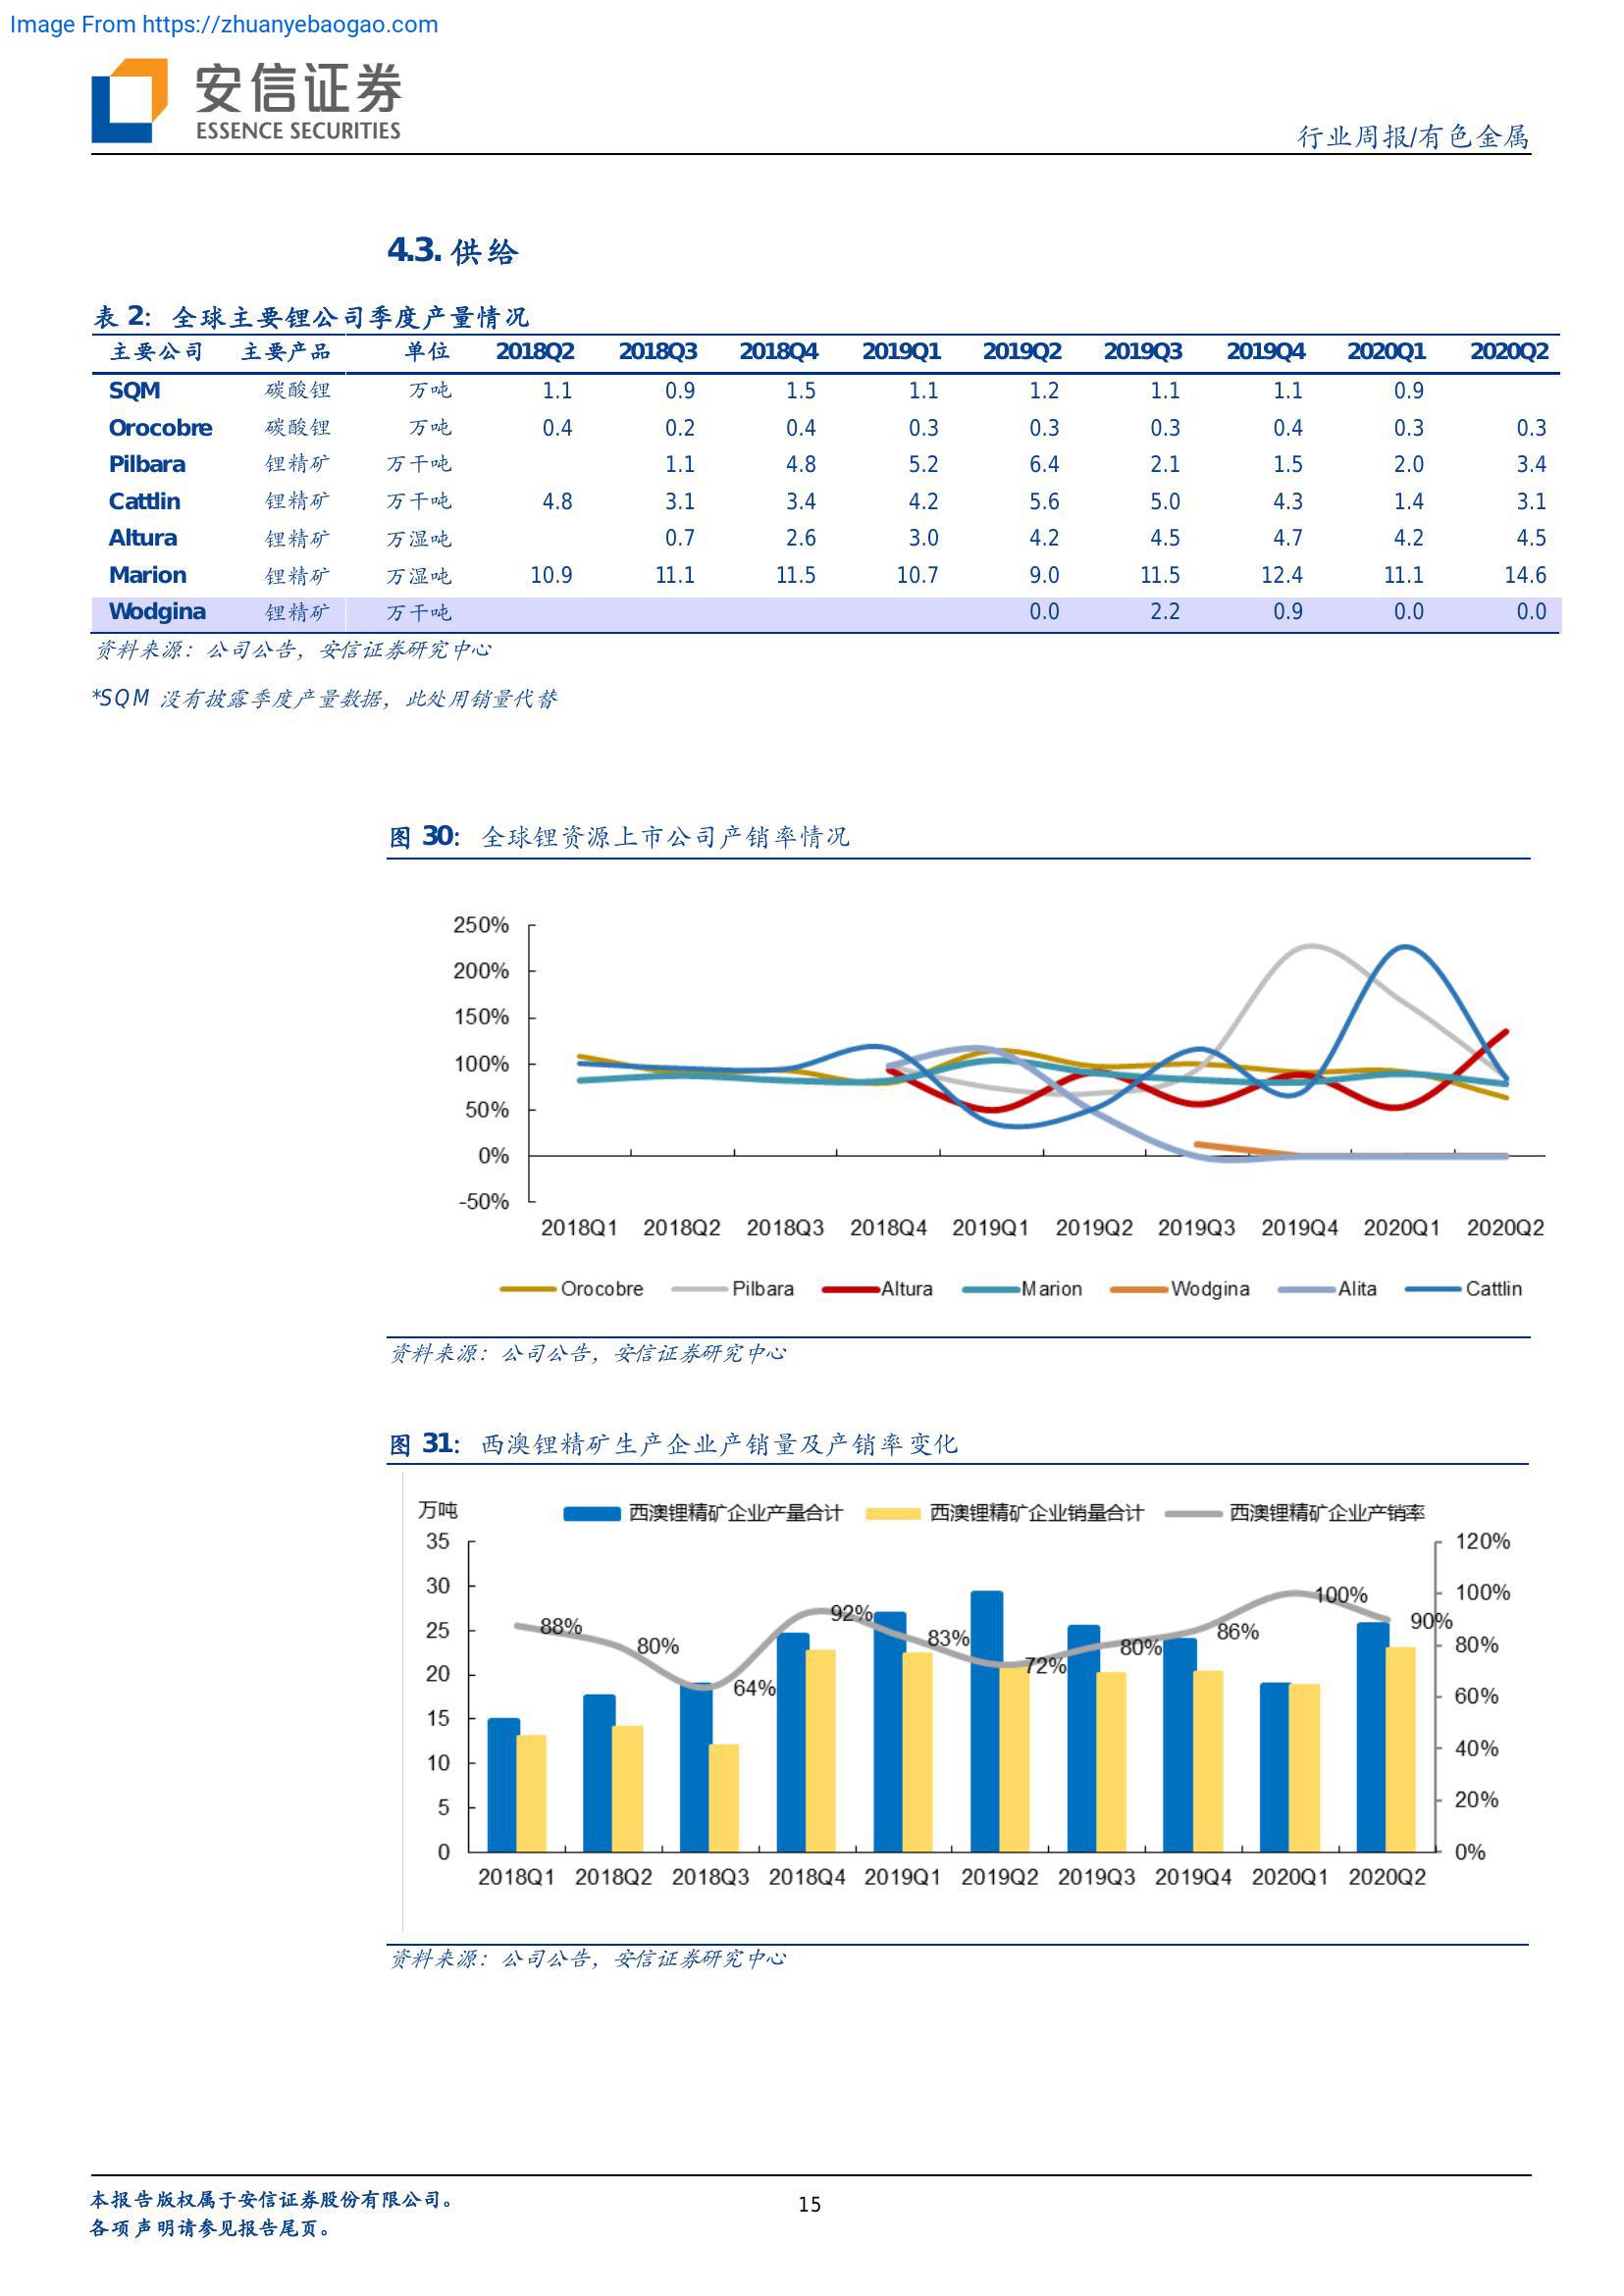 Image From https://zhuanyebaogao.com
安信证券
ESSENCE SECURITIES
行业周报/有色金属
4.3. 供给
表 2: 全球主要锂公司季度产量情况
主要公司 主要产品 单位 2018Q2 2018Q3 2018Q4 2019Q1 2019Q2 2019Q3 2019Q4 2020Q1 2020Q2
SQM 碳酸锂 万吨 1.1 0.9 1.5 1.1 1.2 1.1 1.1 0.9
Orocobre 碳酸锂 万吨 0.4 0.2 0.4 0.3 0.3 0.3 0.4 0.3 0.3
Pilbara 锂精矿 万干吨 1.1 4.8 5.2 6.4 2.1 1.5 2.0 3.4
Cattlin 锂精矿 万干吨 4.8 3.1 3.4 4.2 5.6 5.0 4.3 1.4 3.1
Altura 锂精矿 万湿吨 0.7 2.6 3.0 4.2 4.5 4.7 4.2 4.5
Marion 锂精矿 万湿吨 10.9 11.1 11.5 10.7 9.0 11.5 12.4 11.1 14.6
Wodgina 锂精矿 万干吨 0.0 2.2 0.9 0.0 0.0
资料来源：公司公告，安信证券研究中心
*SQM 没有披露季度产量数据，此处用销量代替
图 30: 全球锂资源上市公司产销率情况
250%
200%
150%
100%
50%
0%
-50%
2018Q1 2018Q2 2018Q3 2018Q4 2019Q1 2019Q2 2019Q3 2019Q4 2020Q1 2020Q2
Orocobre Pilbara Altura Marion Wodgina Alita Cattlin
资料来源：公司公告，安信证券研究中心
图 31: 西澳锂精矿生产企业产销量及产销率变化
万吨 西澳锂精矿企业产量合计 西澳锂精矿企业销量合计 西澳锂精矿企业产销率
35 120%
30 100%
25 80%
20 60%
15 40%
10 20%
5 0%
0
88% 80% 64% 92% 83% 72% 80% 86% 100% 90%
2018Q1 2018Q2 2018Q3 2018Q4 2019Q1 2019Q2 2019Q3 2019Q4 2020Q1 2020Q2
资料来源：公司公告，安信证券研究中心
本报告版权属于安信证券股份有限公司。
各项声明请参见报告尾页。
15